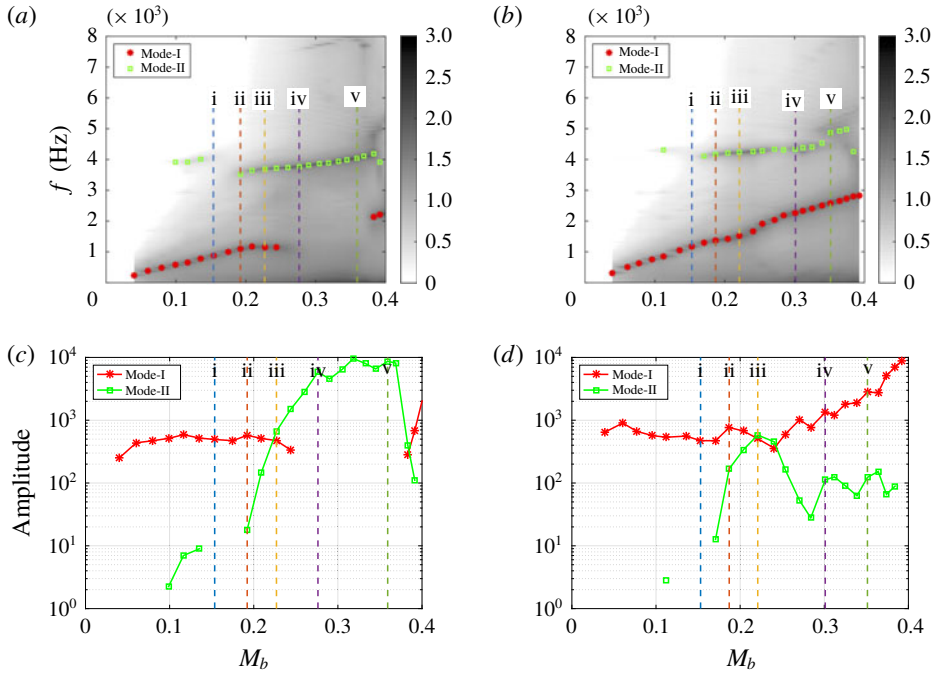 (a) (× 10³) (b) (× 10³)
8 3.0 8 3.0
Mode-I Mode-I
7 Mode-II 7 Mode-II
2.5 2.5
6 i ii iii iv v 6 i ii iii iv v
2.0 2.0
5 5
f (Hz) 4 1.5 4 1.5
3 3
1.0 1.0
2 2
1 0.5 1 0.5
0 0.1 0.2 0.3 0.4 0 0 0.1 0.2 0.3 0.4 0
(c) (d)
10⁴ 10⁴
Mode-I i ii iii iv v Mode-I i ii iii iv v
Mode-II Mode-II
10³ 10³
Amplitude 10² 10²
10¹ 10¹
10⁰ 10⁰
0 0.1 0.2 0.3 0.4 0 0.1 0.2 0.3 0.4
M_b M_b